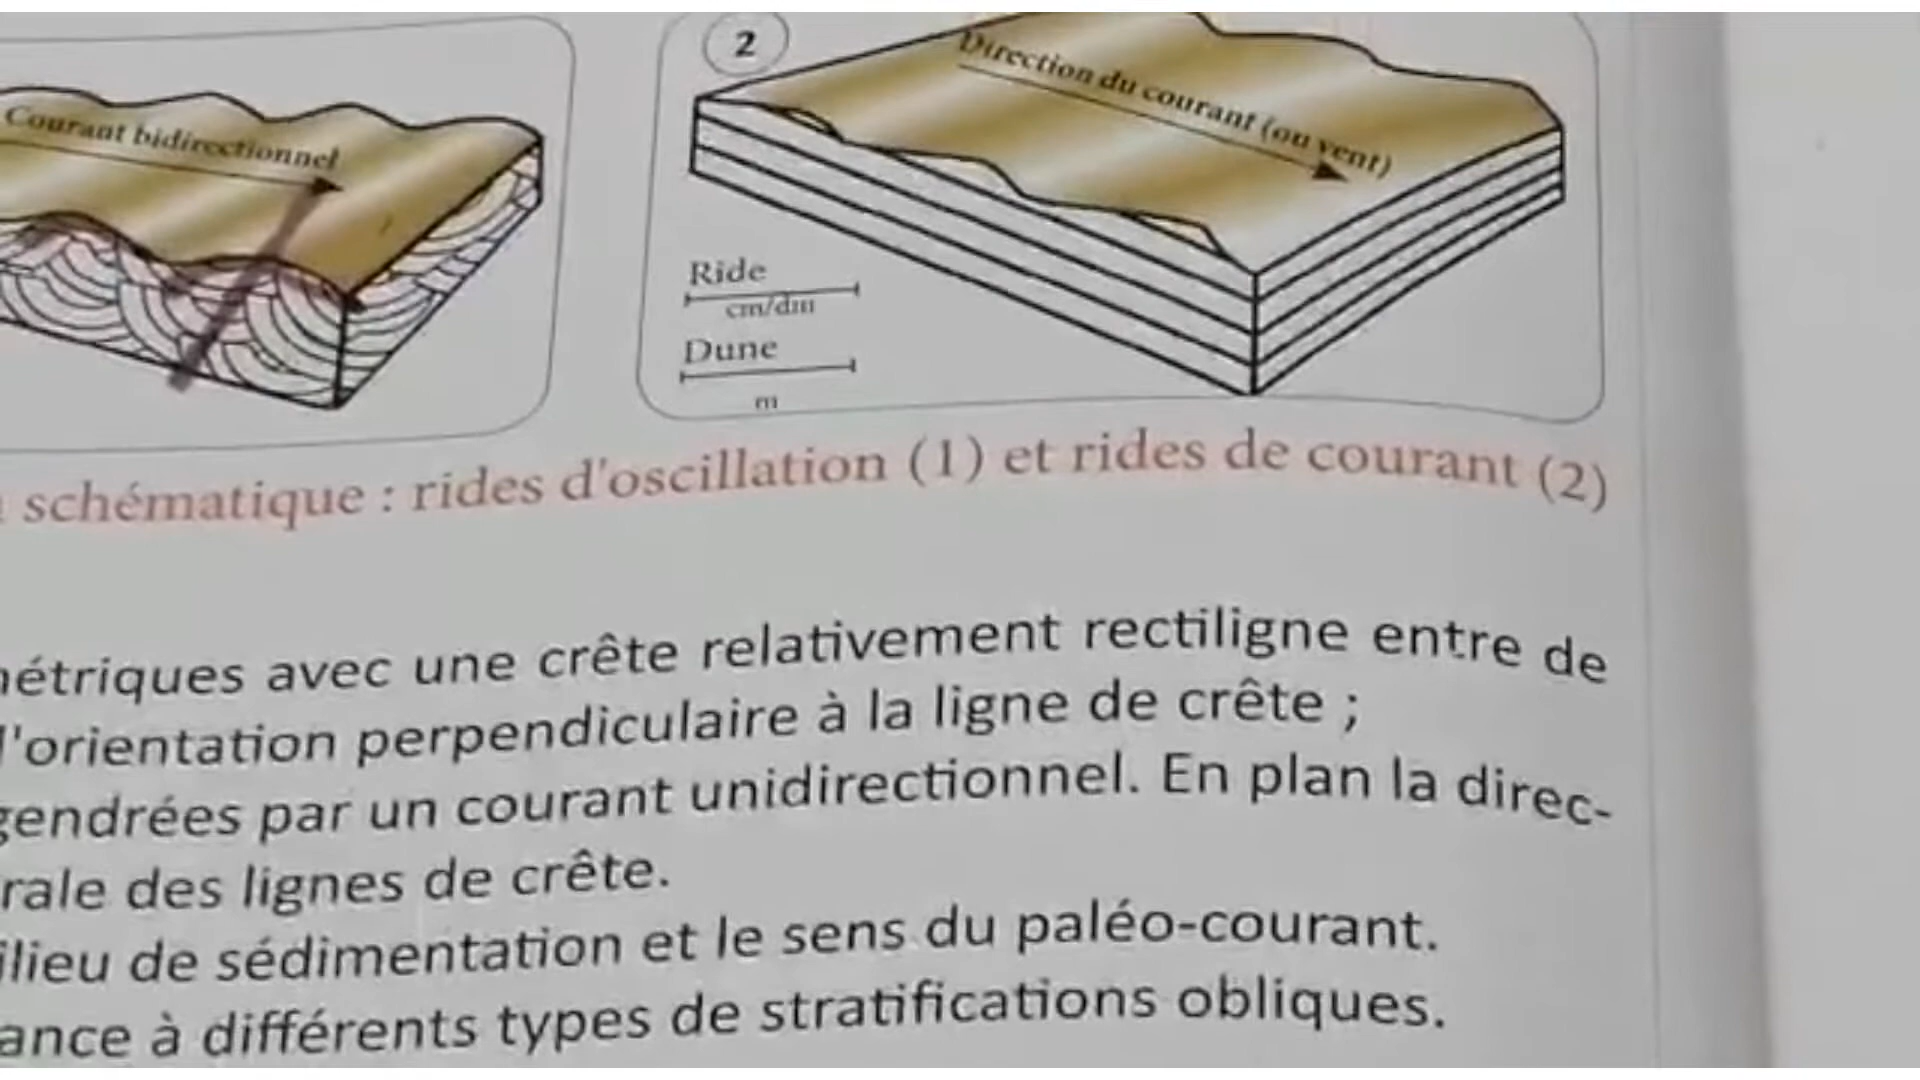 2
Direction du courant (ou vent)
Courant bidirectionnel
Ride
cm/dm
Dune
m
schématique : rides d'oscillation (1) et rides de courant (2)
métriques avec une crête relativement rectiligne entre de
l'orientation perpendiculaire à la ligne de crête ;
gendrées par un courant unidirectionnel. En plan la direc-
rale des lignes de crête.
ilieu de sédimentation et le sens du paléo-courant.
ance à différents types de stratifications obliques.